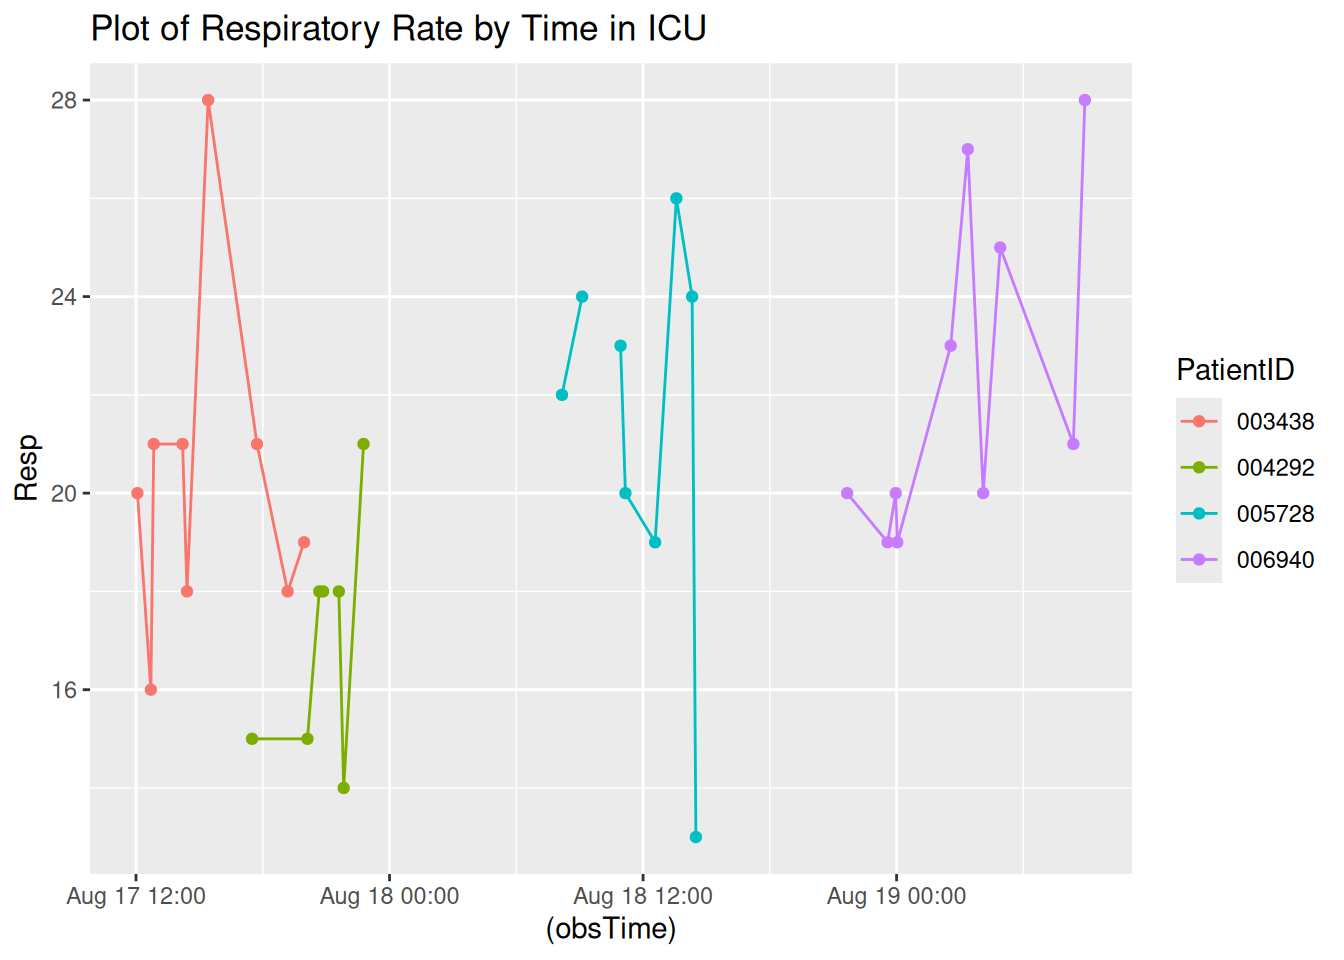 Plot of Respiratory Rate by Time in ICU
28
24
20
16
Resp
Aug 17 12:00
Aug 18 00:00
Aug 18 12:00
Aug 19 00:00
(obsTime)
PatientID
003438
004292
005728
006940